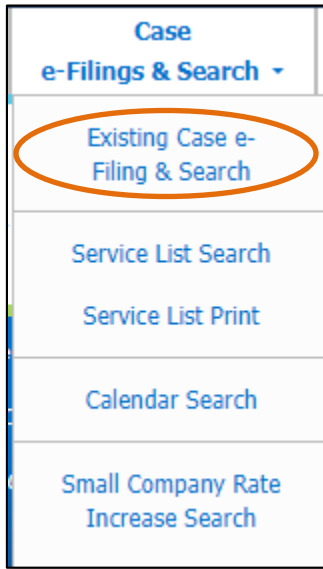 Case
e-Filings & Search
Existing Case e-
Filing & Search
Service List Search
Service List Print
Calendar Search
Small Company Rate
Increase Search